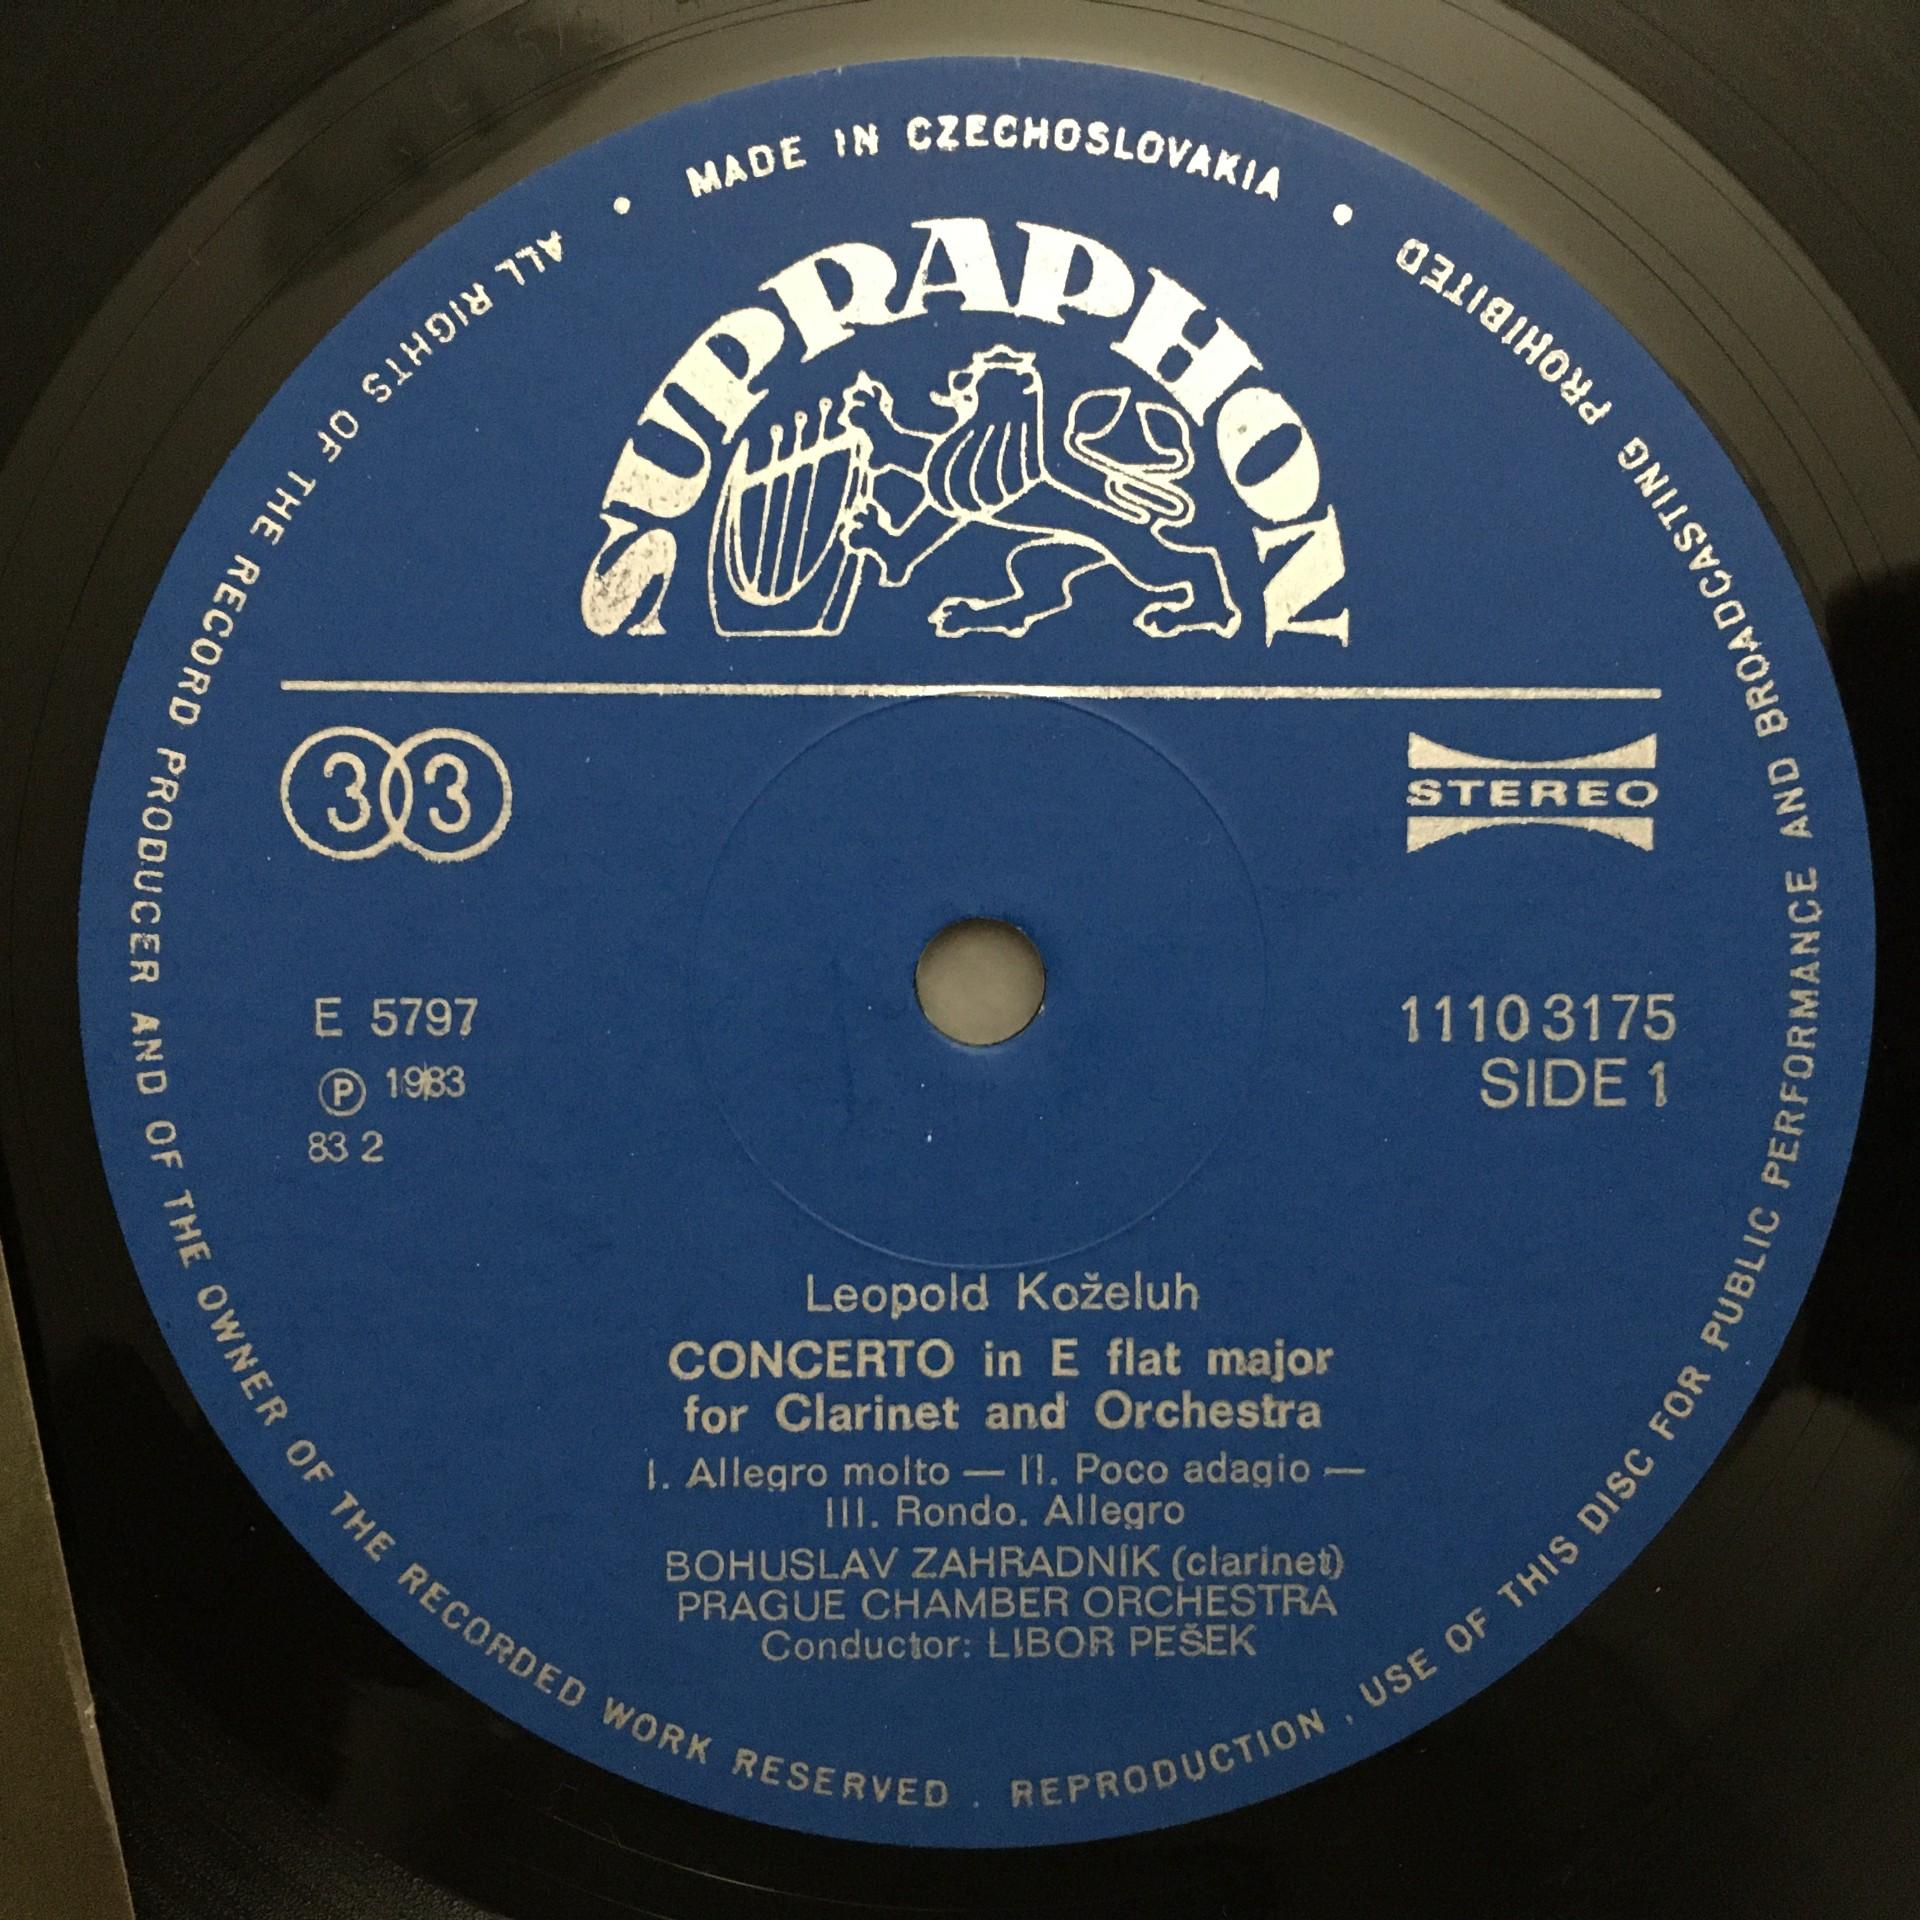 MADE IN CZECHOSLOVAKIA
SUPRAPHON
33
STEREO
E 5797
Ⓟ 1983
83 2
1110 3175
SIDE 1
Leopold Koželuh
CONCERTO in E flat major
for Clarinet and Orchestra
I. Allegro molto — II. Poco adagio —
III. Rondo. Allegro
BOHUSLAV ZAHRADNÍK (clarinet)
PRAGUE CHAMBER ORCHESTRA
Conductor: LIBOR PEŠEK
ALL RIGHTS OF THE RECORD PRODUCER AND OF THE OWNER OF THE RECORDED WORK RESERVED . REPRODUCTION , USE OF THIS DISC FOR PUBLIC PERFORMANCE AND BROADCASTING PROHIBITED